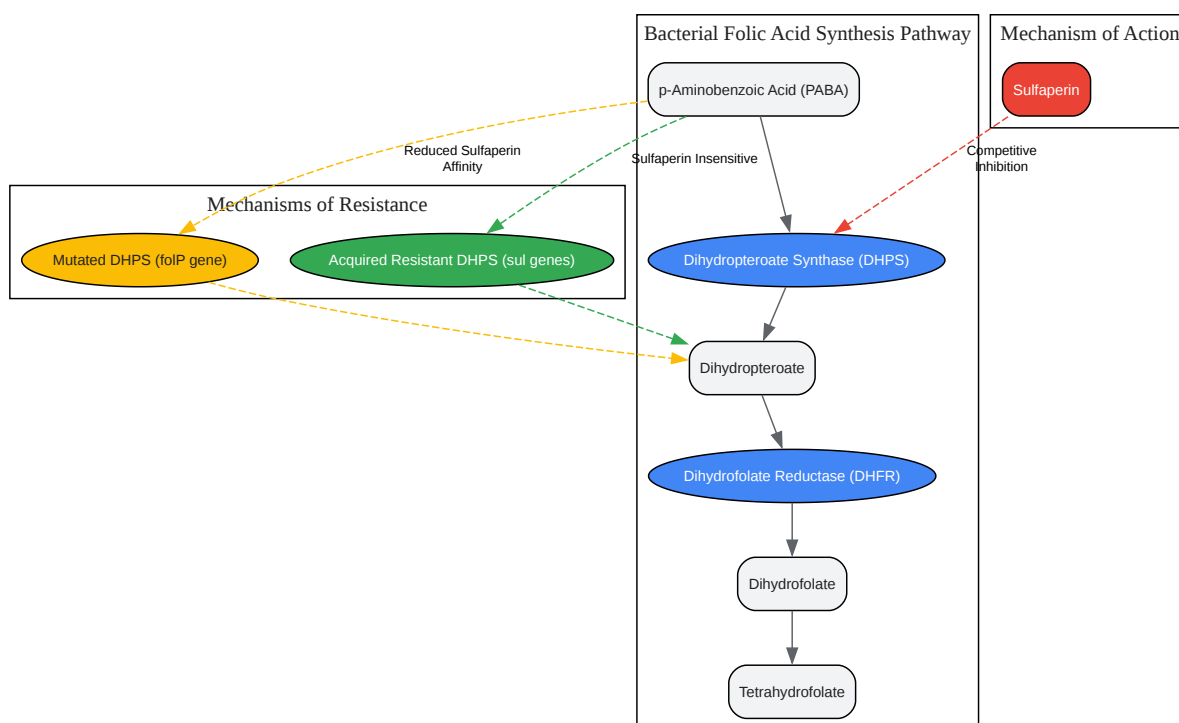 Bacterial Folic Acid Synthesis Pathway
Mechanism of Action
p-Aminobenzoic Acid (PABA)
Sulfaperin
Reduced Sulfaperin
Affinity
Sulfaperin Insensitive
Competitive
Inhibition
Mechanisms of Resistance
Mutated DHPS (folP gene)
Acquired Resistant DHPS (sul genes)
Dihydropteroate Synthase (DHPS)
Dihydropteroate
Dihydrofolate Reductase (DHFR)
Dihydrofolate
Tetrahydrofolate